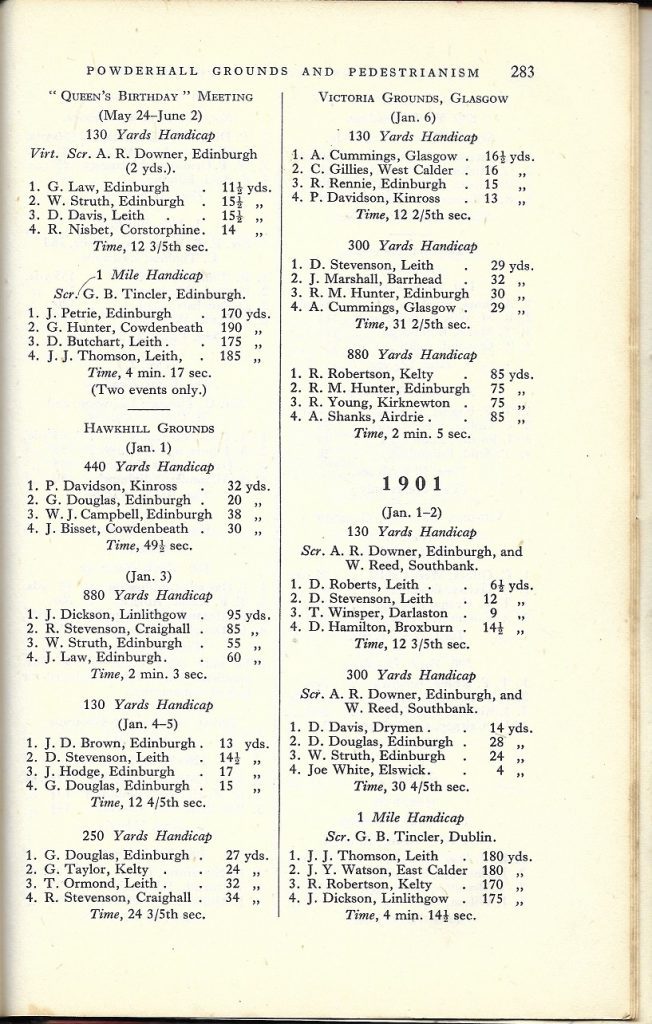 POWDERHALL GROUNDS AND PEDESTRIANISM 283
" QUEEN'S BIRTHDAY " MEETING
(May 24–June 2)
130 Yards Handicap
Virt. Scr. A. R. Downer, Edinburgh
(2 yds.).
1. G. Law, Edinburgh . 11½ yds.
2. W. Struth, Edinburgh . 15½ „
3. D. Davis, Leith . . 15½ „
4. R. Nisbet, Corstorphine. 14 „
Time, 12 3/5th sec.
1 Mile Handicap
Scr. G. B. Tincler, Edinburgh.
1. J. Petrie, Edinburgh . 170 yds.
2. G. Hunter, Cowdenbeath 190 „
3. D. Butchart, Leith . . 175 „
4. J. J. Thomson, Leith, . 185 „
Time, 4 min. 17 sec.
(Two events only.)
HAWKHILL GROUNDS
(Jan. 1)
440 Yards Handicap
1. P. Davidson, Kinross . 32 yds.
2. G. Douglas, Edinburgh . 20 „
3. W. J. Campbell, Edinburgh 38 „
4. J. Bisset, Cowdenbeath . 30 „
Time, 49½ sec.
(Jan. 3)
880 Yards Handicap
1. J. Dickson, Linlithgow . 95 yds.
2. R. Stevenson, Craighall . 85 „
3. W. Struth, Edinburgh . 55 „
4. J. Law, Edinburgh. . 60 „
Time, 2 min. 3 sec.
130 Yards Handicap
(Jan. 4–5)
1. J. D. Brown, Edinburgh . 13 yds.
2. D. Stevenson, Leith . 14½ „
3. J. Hodge, Edinburgh . 17 „
4. G. Douglas, Edinburgh . 15 „
Time, 12 4/5th sec.
250 Yards Handicap
1. G. Douglas, Edinburgh . 27 yds.
2. G. Taylor, Kelty . . 24 „
3. T. Ormond, Leith . . 32 „
4. R. Stevenson, Craighall . 34 „
Time, 24 3/5th sec.
VICTORIA GROUNDS, GLASGOW
(Jan. 6)
130 Yards Handicap
1. A. Cummings, Glasgow . 16½ yds.
2. C. Gillies, West Calder . 16 „
3. R. Rennie, Edinburgh . 15 „
4. P. Davidson, Kinross . 13 „
Time, 12 2/5th sec.
300 Yards Handicap
1. D. Stevenson, Leith . 29 yds.
2. J. Marshall, Barrhead . 32 „
3. R. M. Hunter, Edinburgh 30 „
4. A. Cummings, Glasgow . 29 „
Time, 31 2/5th sec.
880 Yards Handicap
1. R. Robertson, Kelty . 85 yds.
2. R. M. Hunter, Edinburgh 75 „
3. R. Young, Kirknewton . 75 „
4. A. Shanks, Airdrie . . 85 „
Time, 2 min. 5 sec.
1901
(Jan. 1–2)
130 Yards Handicap
Scr. A. R. Downer, Edinburgh, and
W. Reed, Southbank.
1. D. Roberts, Leith . . 6½ yds.
2. D. Stevenson, Leith . 12 „
3. T. Winsper, Darlaston . 9 „
4. D. Hamilton, Broxburn . 14½ „
Time, 12 3/5th sec.
300 Yards Handicap
Scr. A. R. Downer, Edinburgh, and
W. Reed, Southbank.
1. D. Davis, Drymen . . 14 yds.
2. D. Douglas, Edinburgh . 28 „
3. W. Struth, Edinburgh . 24 „
4. Joe White, Elswick. . 4 „
Time, 30 4/5th sec.
1 Mile Handicap
Scr. G. B. Tincler, Dublin.
1. J. J. Thomson, Leith . 180 yds.
2. J. Y. Watson, East Calder 180 „
3. R. Robertson, Kelty . 170 „
4. J. Dickson, Linlithgow . 175 „
Time, 4 min. 14½ sec.